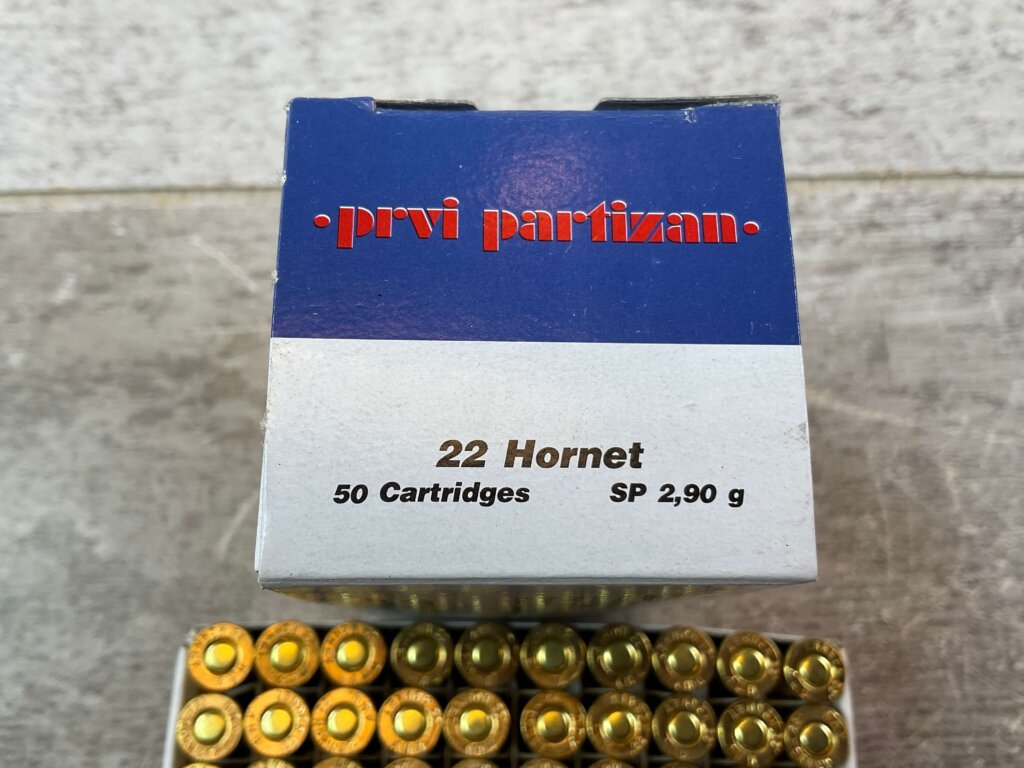 •prvi partizan•
22 Hornet
50 Cartridges SP 2,90 g